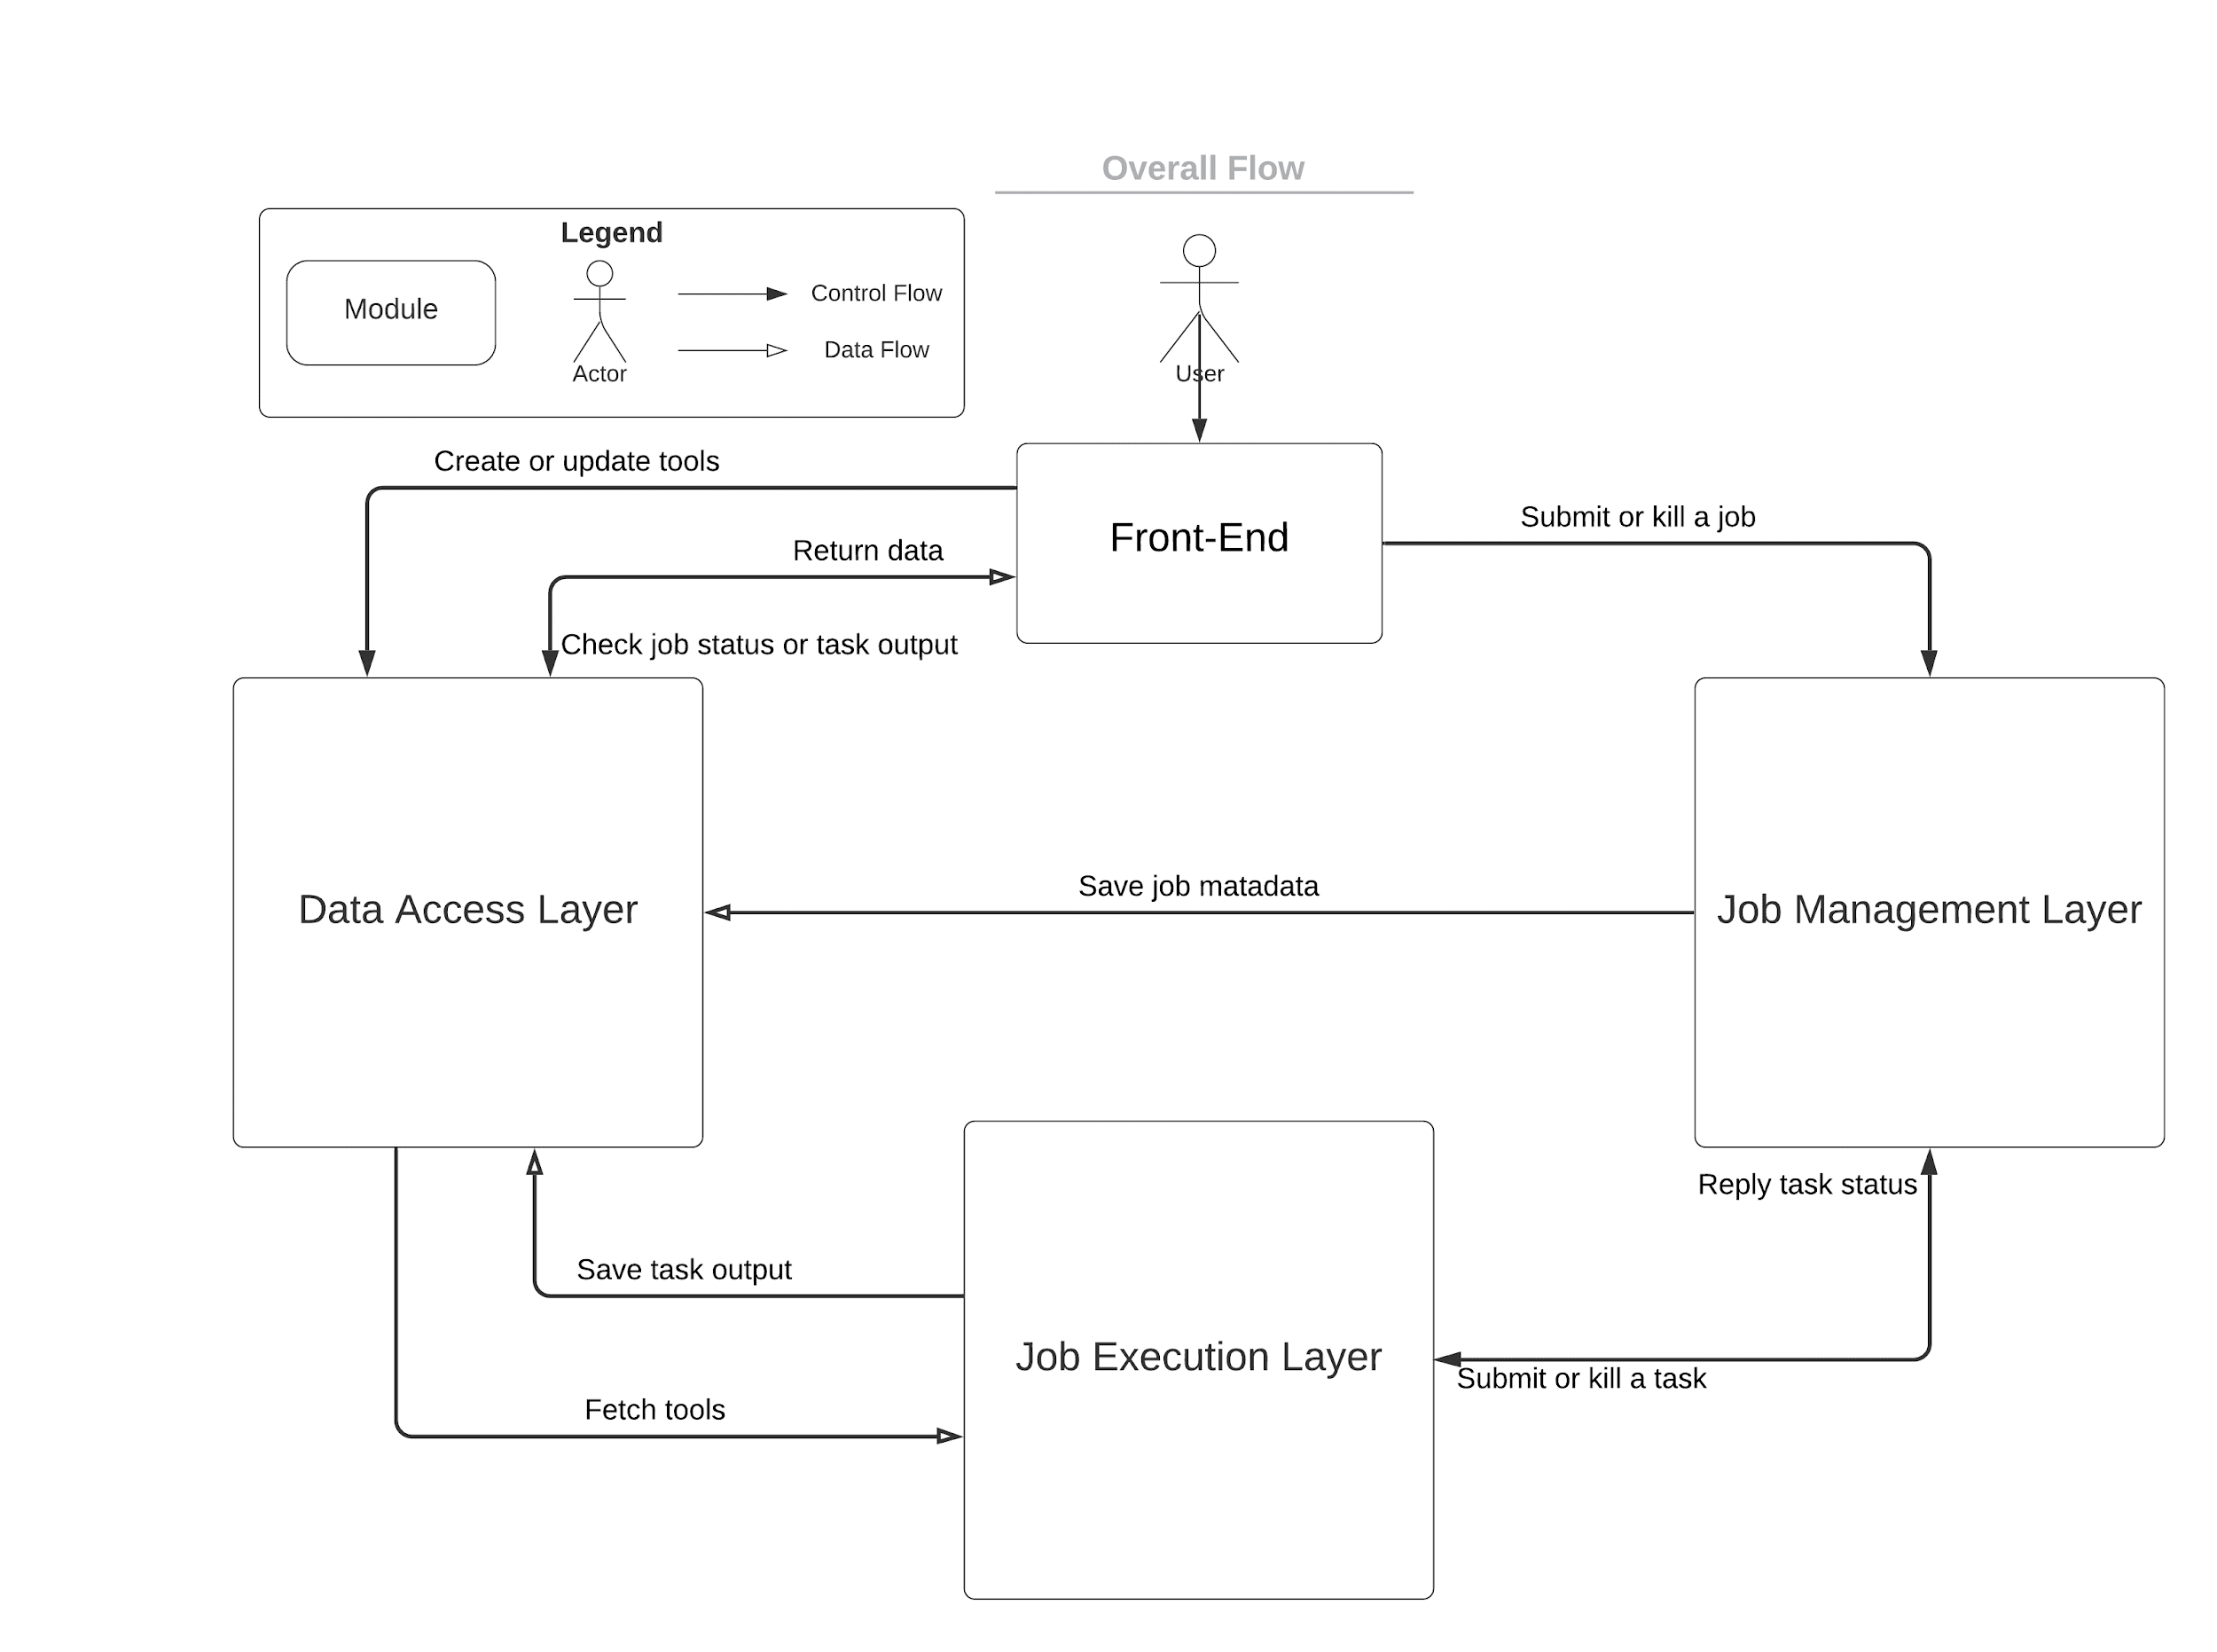 Overall Flow
Legend
Module
Actor
Control Flow
Data Flow
User
Create or update tools
Return data
Front-End
Submit or kill a job
Check job status or task output
Data Access Layer
Save job matadata
Job Management Layer
Reply task status
Save task output
Job Execution Layer
Submit or kill a task
Fetch tools